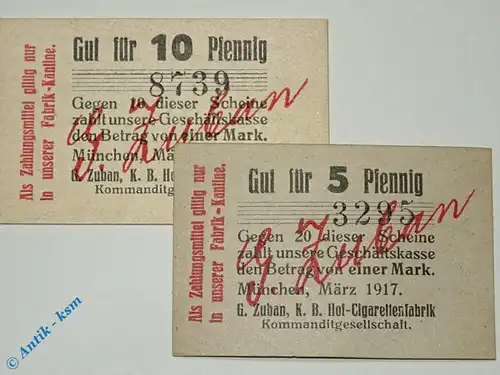 Als Zahlungsmittel gültig nur
in unserer Fabrik-Kantine.
Gut für 10 Pfennig
8739
Gegen 10 dieser Scheine
zahlt unsere Geschäftskasse
den Betrag von einer Mark.
München, Mä
G. Zuban, K. B. Hof-
Kommanditg
G. Zuban
Als Zahlungsmittel gültig nur
in unserer Fabrik-Kantine.
Gut für 5 Pfennig
3295
Gegen 20 dieser Scheine
zahlt unsere Geschäftskasse
den Betrag von einer Mark.
München, März 1917.
G. Zuban, K. B. Hof-Cigarettenfabrik
Kommanditgesellschaft.
G. Zuban
© Antik - ksm